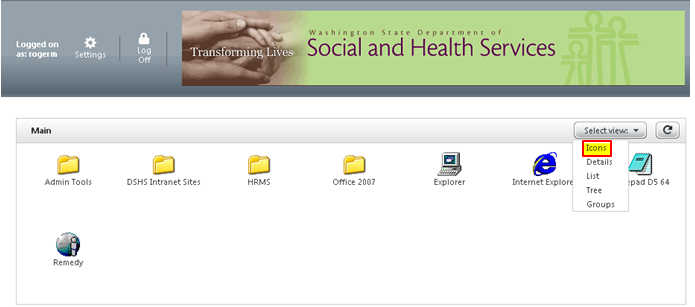 Logged on
as: rogerm
Settings
Log
Off
Transforming Lives
Washington State Department of
Social and Health Services
Main
Select view:
Icons
Details
List
Tree
Groups
Admin Tools
DSHS Intranet Sites
HRMS
Office 2007
Explorer
Internet Explore
epad D5 64
Remedy